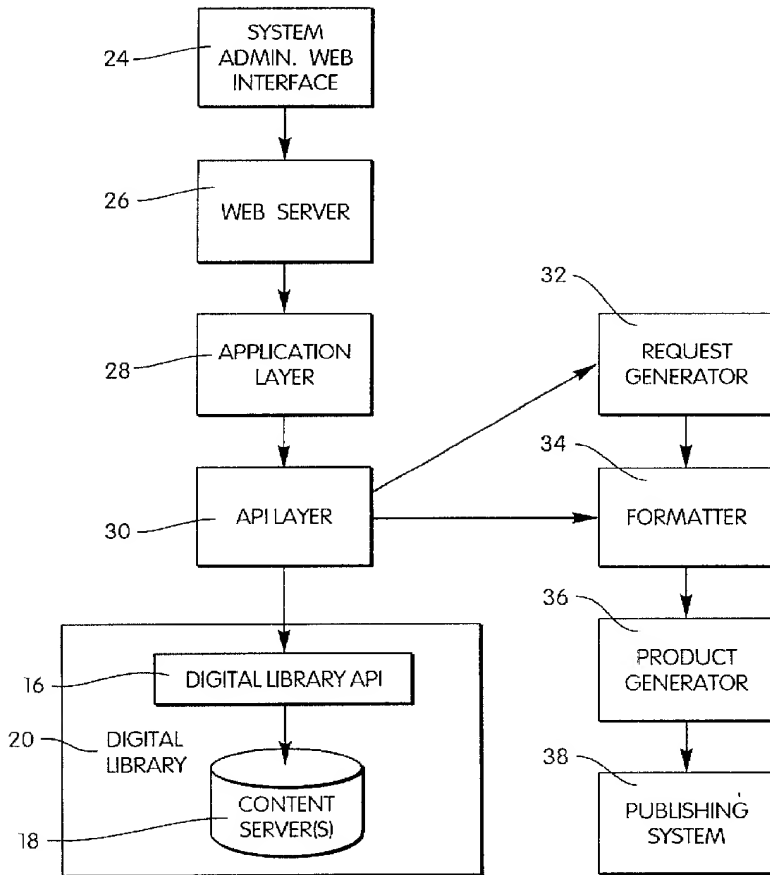 24
SYSTEM
ADMIN. WEB
INTERFACE
26
WEB SERVER
28
APPLICATION
LAYER
30
API LAYER
32
REQUEST
GENERATOR
34
FORMATTER
36
PRODUCT
GENERATOR
38
PUBLISHING
SYSTEM
16
DIGITAL LIBRARY API
20
DIGITAL
LIBRARY
18
CONTENT
SERVER(S)